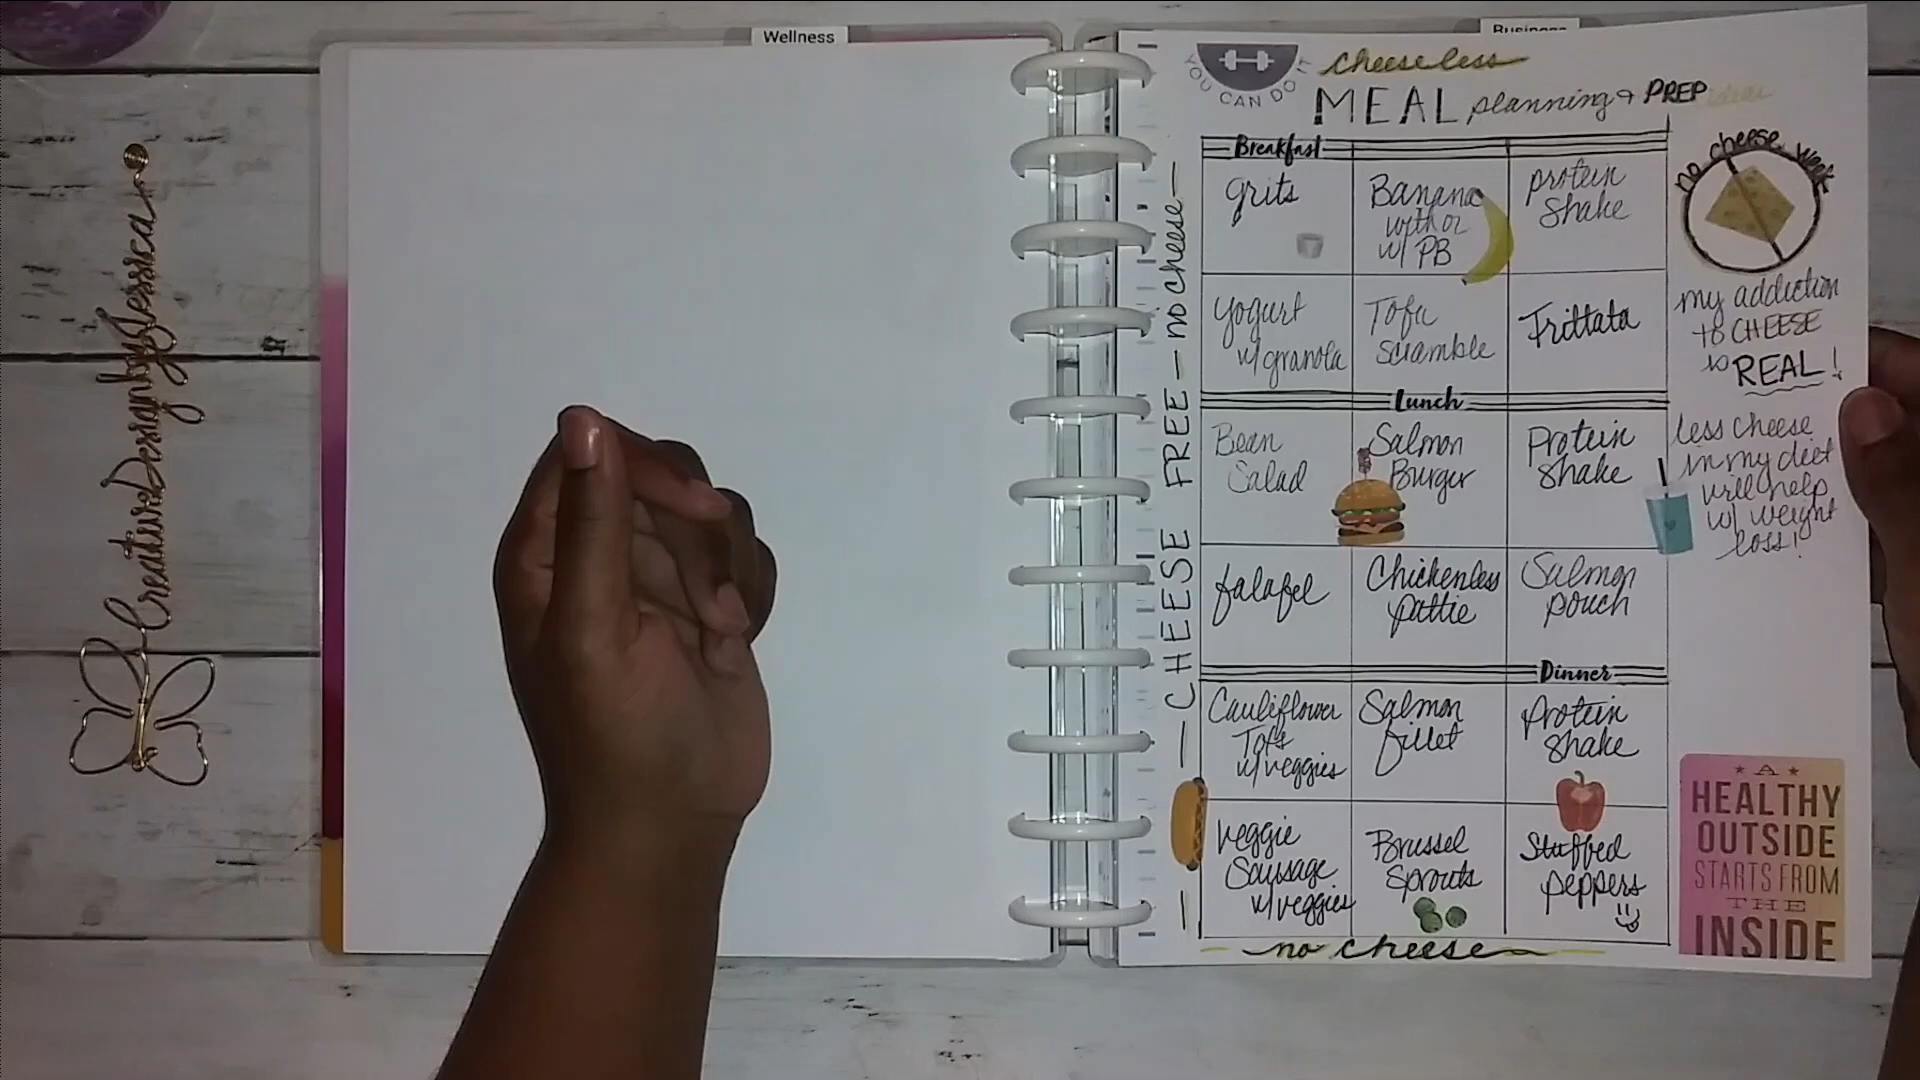 Wellness
Business
YOU CAN DO IT
cheeseless
MEAL planning & PREP
CreativeDesignbyJessica
— CHEESE FREE — no cheese —
Breakfast
grits
Banana
with or
w/ PB
protein
shake
yogurt
w/granola
Tofu
scramble
Frittata
Lunch
Bean
Salad
Salmon
Burger
Protein
shake
falafel
Chickenless
pattie
Salmon
pouch
Dinner
Cauliflower
w/veggies
Salmon
fillet
Protein
shake
veggie
Sausage
w/veggies
Brussel
Sprouts
Stuffed
peppers
no cheese
no cheese week
my addiction
to CHEESE
is REAL!
less cheese
in my diet
will help
w/ weight
loss!
A
HEALTHY
OUTSIDE
STARTS FROM
THE
INSIDE